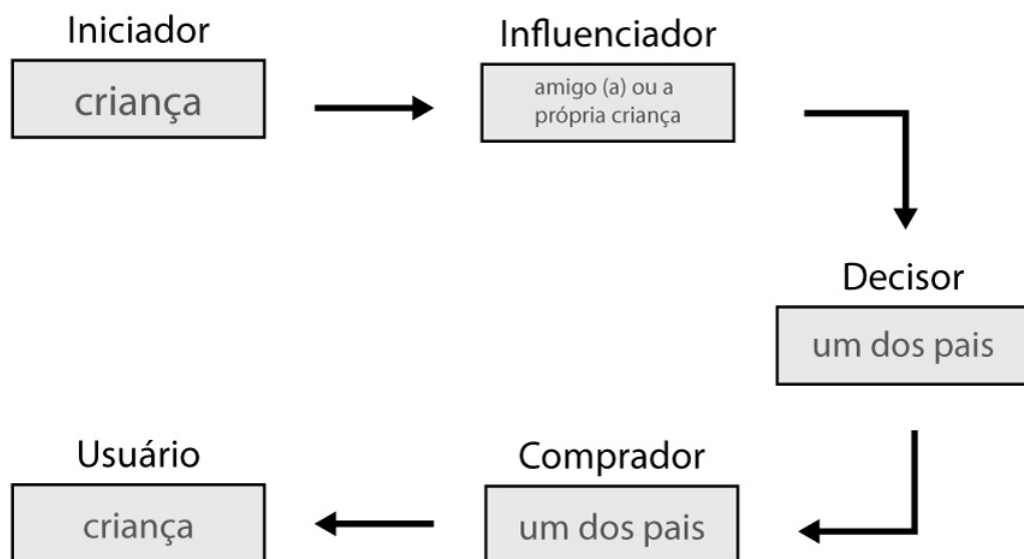 Iniciador
criança
Influenciador
amigo (a) ou a
própria criança
Decisor
um dos pais
Comprador
um dos pais
Usuário
criança